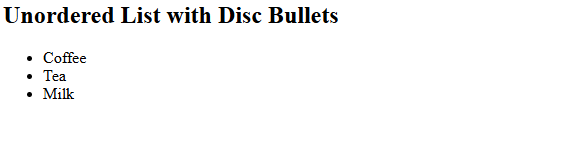 Unordered List with Disc Bullets
• Coffee
• Tea
• Milk